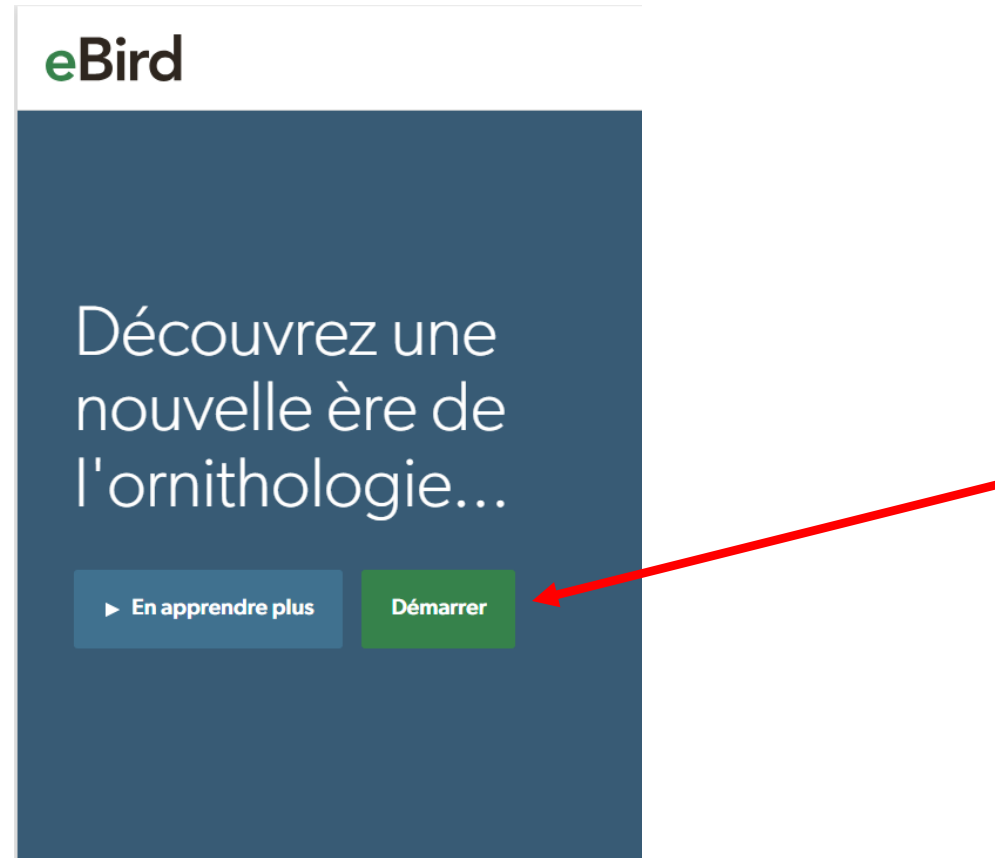 eBird
Découvrez une
nouvelle ère de
l'ornithologie...
► En apprendre plus
Démarrer